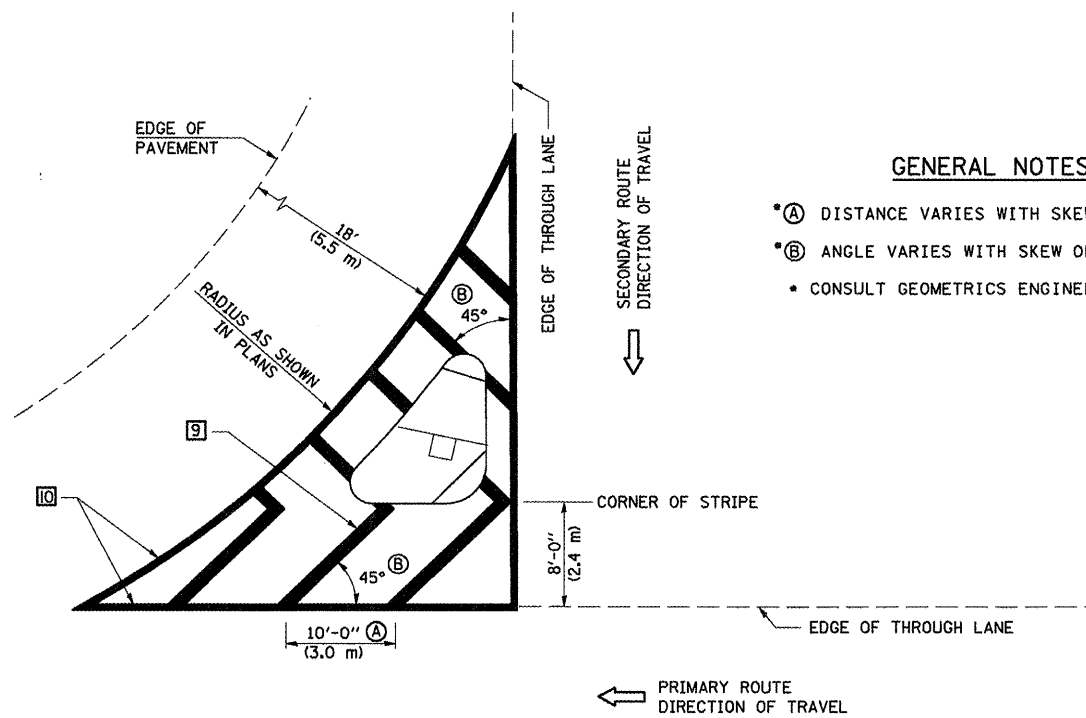 EDGE OF
PAVEMENT
18'
(5.5 m)
RADIUS AS SHOWN
IN PLANS
EDGE OF THROUGH LANE
SECONDARY ROUTE
DIRECTION OF TRAVEL
GENERAL NOTES
*Ⓐ DISTANCE VARIES WITH SKEW
*Ⓑ ANGLE VARIES WITH SKEW
* CONSULT GEOMETRICS
Ⓑ
45°
9
10
CORNER OF STRIPE
8'-0"
(2.4 m)
45° Ⓑ
10'-0" Ⓐ
(3.0 m)
EDGE OF THROUGH LANE
PRIMARY ROUTE
DIRECTION OF TRAVEL